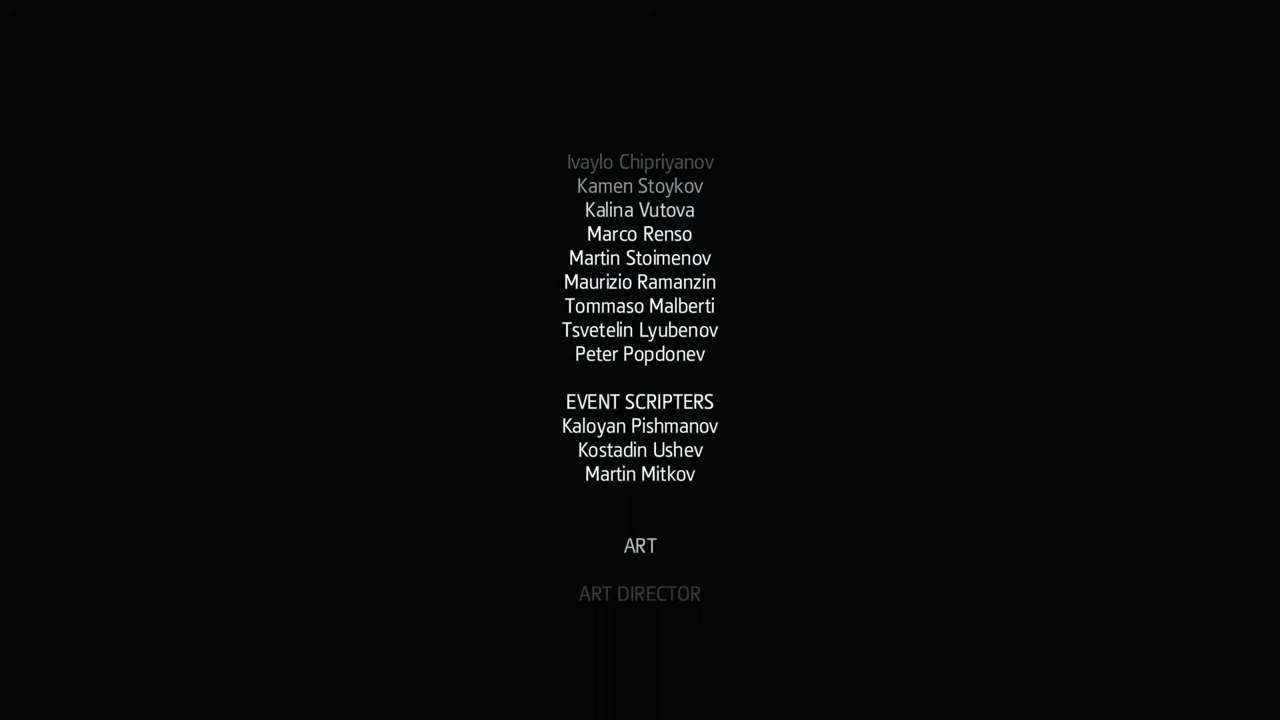 Ivaylo Chipriyanov
Kamen Stoykov
Kalina Vutova
Marco Renso
Martin Stoimenov
Maurizio Ramanzin
Tommaso Malberti
Tsvetelin Lyubenov
Peter Popdonev
EVENT SCRIPTERS
Kaloyan Pishmanov
Kostadin Ushev
Martin Mitkov
ART
ART DIRECTOR